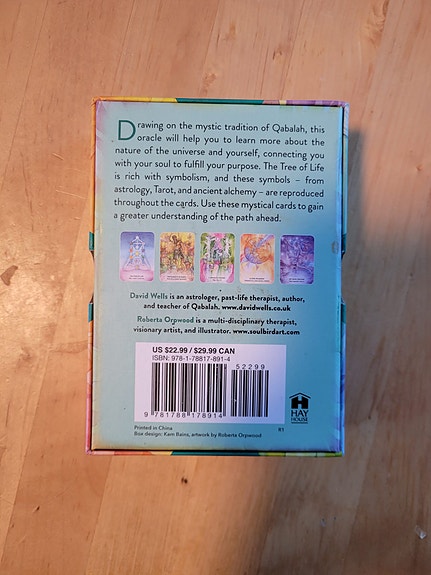 Drawing on the mystic tradition of Qabalah, this
oracle will help you to learn more about the
nature of the universe and yourself, connecting you
with your soul to fulfill your purpose. The Tree of Life
is rich with symbolism, and these symbols – from
astrology, Tarot, and ancient alchemy – are reproduced
throughout the cards. Use these mystical cards to gain
a greater understanding of the path ahead.
David Wells is an astrologer, past-life therapist, author,
and teacher of Qabalah. www.davidwells.co.uk
Roberta Orpwood is a multi-disciplinary therapist,
visionary artist, and illustrator. www.soulbirdart.com
US $22.99 / $29.99 CAN
ISBN: 978-1-78817-891-4
52299
9 781788 178914
Printed in China
Box design: Kam Bains, artwork by Roberta Orpwood
R1
HAY
HOUSE